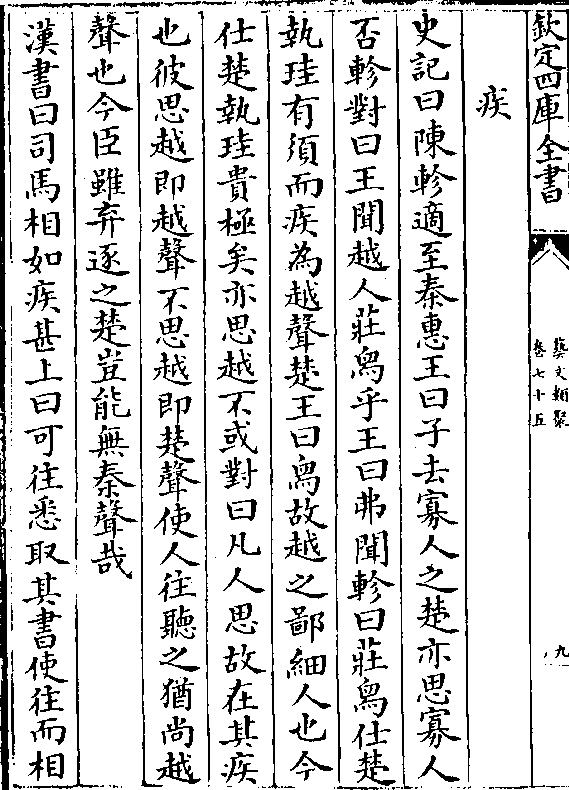 欽定四庫全書
藝文類聚
卷七十五
九
疾
史記曰陳軫適至秦惠王曰子去寡人之楚亦思寡人
否軫對曰王聞越人莊舄乎王曰弗聞軫曰莊舄仕楚
執珪有須而疾為越聲楚王曰舄故越之鄙細人也今
仕楚執珪貴極矣亦思越不或對曰凡人思故在其疾
也彼思越即越聲不思越即楚聲使人往聽之猶尚越
聲也今臣雖弃逐之楚豈能無秦聲哉
漢書曰司馬相如疾甚上曰可往悉取其書使往而相